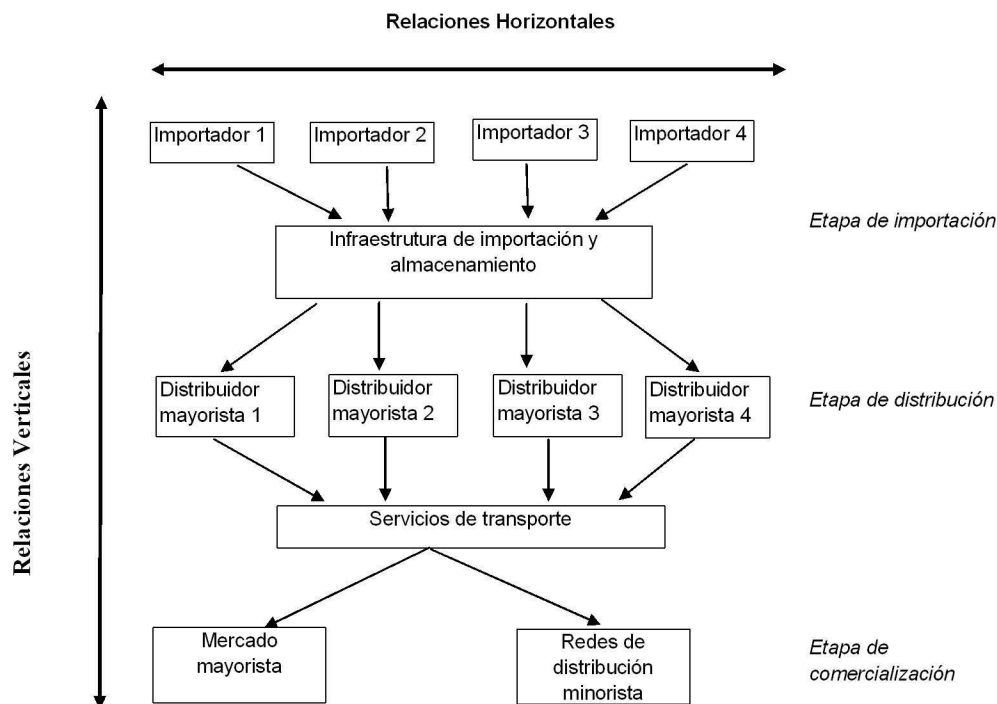 Relaciones Horizontales
Importador 1
Importador 2
Importador 3
Importador 4
Etapa de importación
Infraestrutura de importación y
almacenamiento
Relaciones Verticales
Distribuidor
mayorista 1
Distribuidor
mayorista 2
Distribuidor
mayorista 3
Distribuidor
mayorista 4
Etapa de distribución
Servicios de transporte
Mercado
mayorista
Redes de
distribución
minorista
Etapa de
comercialización